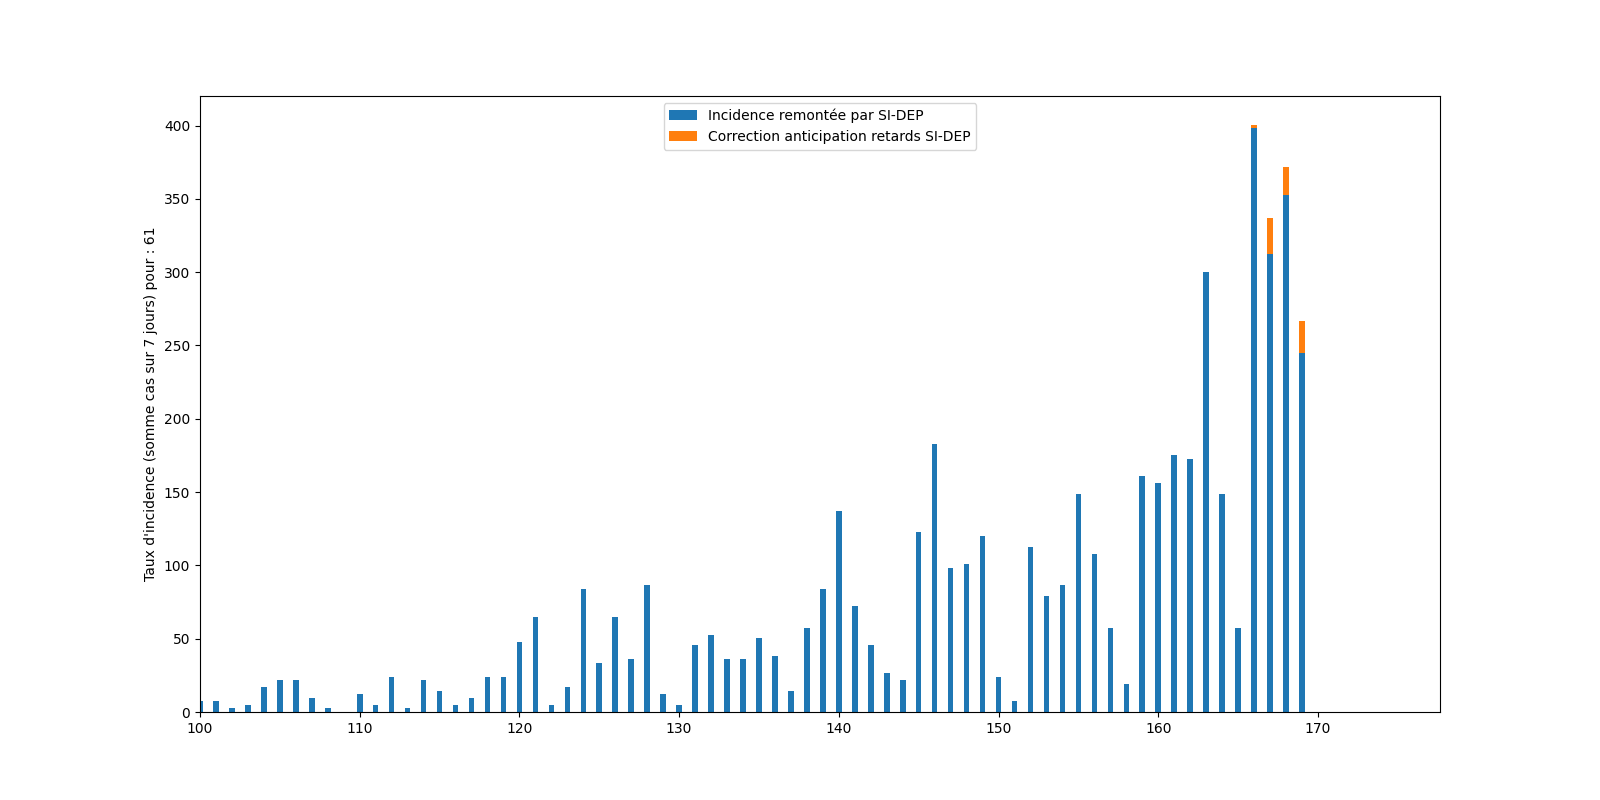 Incidence remontée par SI-DEP
Correction anticipation retards SI-DEP
Taux d'incidence (somme cas sur 7 jours) pour : 61
400
350
300
250
200
150
100
50
0
100 110 120 130 140 150 160 170